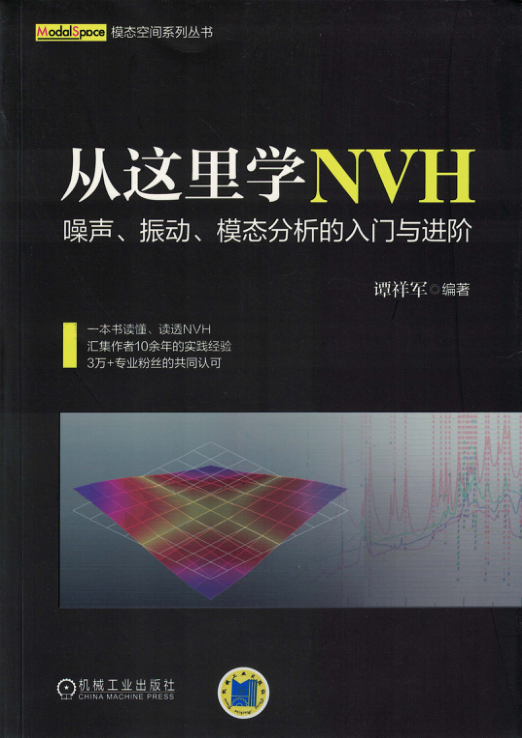 ModalSpace 模态空间系列丛书
从这里学NVH
噪声、振动、模态分析的入门与进阶
谭祥军 编著
一本书读懂、读透NVH
汇集作者10余年的实践经验
3万+专业粉丝的共同认可
机械工业出版社
CHINA MACHINE PRESS